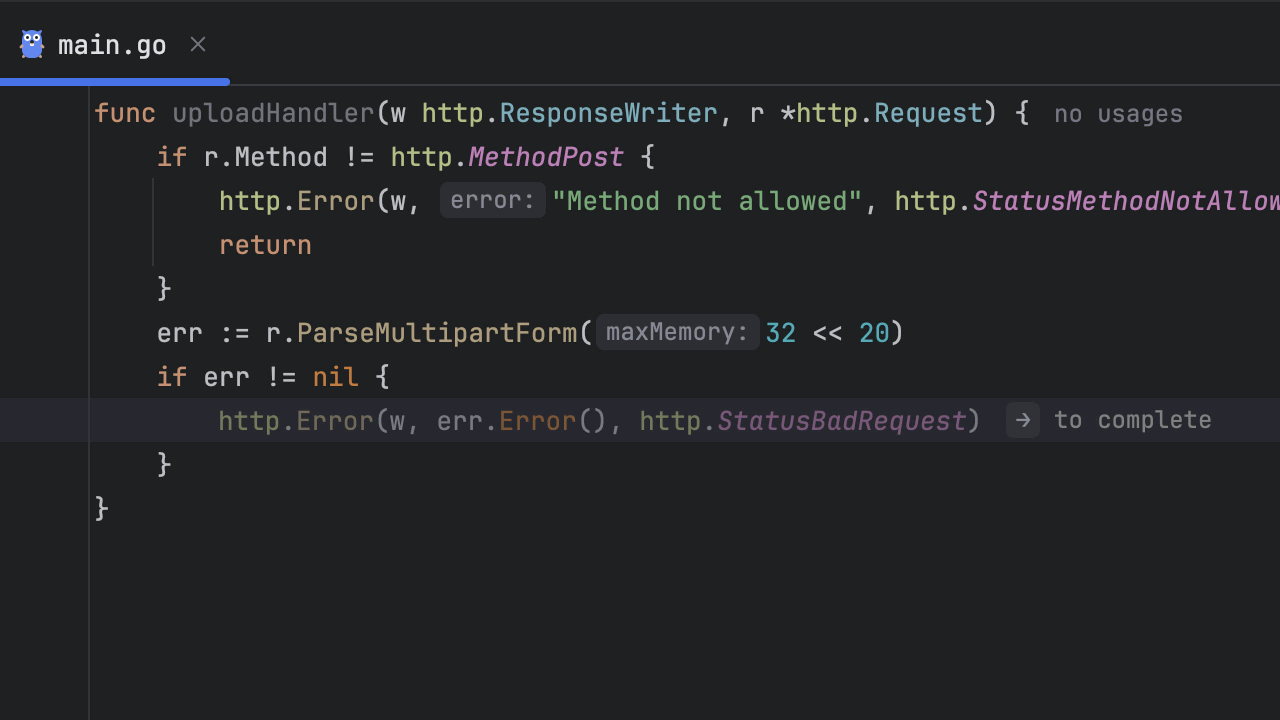 main.go
func uploadHandler(w http.ResponseWriter, r *http.Request) { no usages
if r.Method != http.MethodPost {
http.Error(w, error: "Method not allowed", http.StatusMethodNotAllow
return
}
err := r.ParseMultipartForm( maxMemory: 32 << 20)
if err != nil {
http.Error(w, err.Error(), http.StatusBadRequest) → to complete
}
}